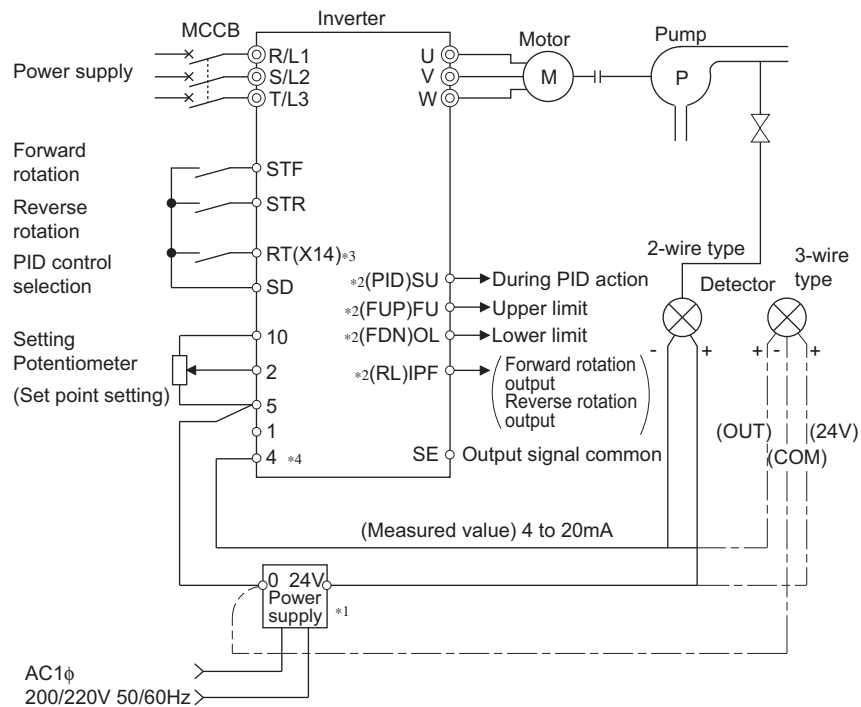 Inverter
MCCB
Motor
Pump
Power supply
R/L1
S/L2
T/L3
U
V
W
M
P
Forward
rotation
Reverse
rotation
PID control
selection
STF
STR
RT(X14)*3
SD
*2(PID)SU
During PID action
*2(FUP)FU
Upper limit
*2(FDN)OL
Lower limit
*2(RL)IPF
Forward rotation
output
Reverse rotation
output
SE
Output signal common
2-wire type
Detector
3-wire
type
- +
+ - +
(OUT)
(24V)
(COM)
Setting
Potentiometer
(Set point setting)
10
2
5
1
4 *4
(Measured value) 4 to 20mA
0 24V
Power
supply
*1
AC1ϕ
200/220V 50/60Hz